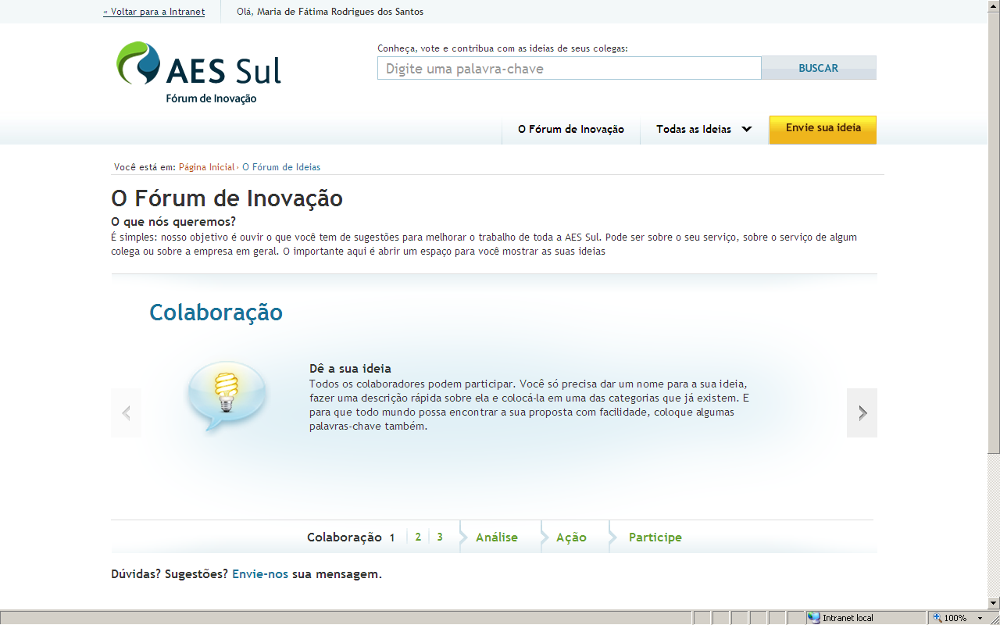 « Voltar para a Intranet
Olá, Maria de Fátima Rodrigues dos Santos
AES Sul
Fórum de Inovação
Conheça, vote e contribua com as ideias de seus colegas:
Digite uma palavra-chave
BUSCAR
O Fórum de Inovação
Todas as Ideias
Envie sua ideia
Você está em: Página Inicial › O Fórum de Ideias
O Fórum de Inovação
O que nós queremos?
É simples: nosso objetivo é ouvir o que você tem de sugestões para melhorar o trabalho de toda a AES Sul. Pode ser sobre o seu serviço, sobre o serviço de algum
colega ou sobre a empresa em geral. O importante aqui é abrir um espaço para você mostrar as suas ideias
Colaboração
Dê a sua ideia
Todos os colaboradores podem participar. Você só precisa dar um nome para a sua ideia,
fazer uma descrição rápida sobre ela e colocá-la em uma das categorias que já existem. E
para que todo mundo possa encontrar a sua proposta com facilidade, coloque algumas
palavras-chave também.
Colaboração 1 2 3 Análise Ação Participe
Dúvidas? Sugestões? Envie-nos sua mensagem.
Intranet local
100%